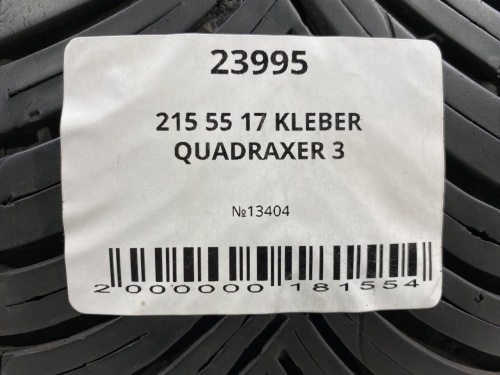 23995
215 55 17 KLEBER
QUADRAXER 3
№13404
2 000000 181554